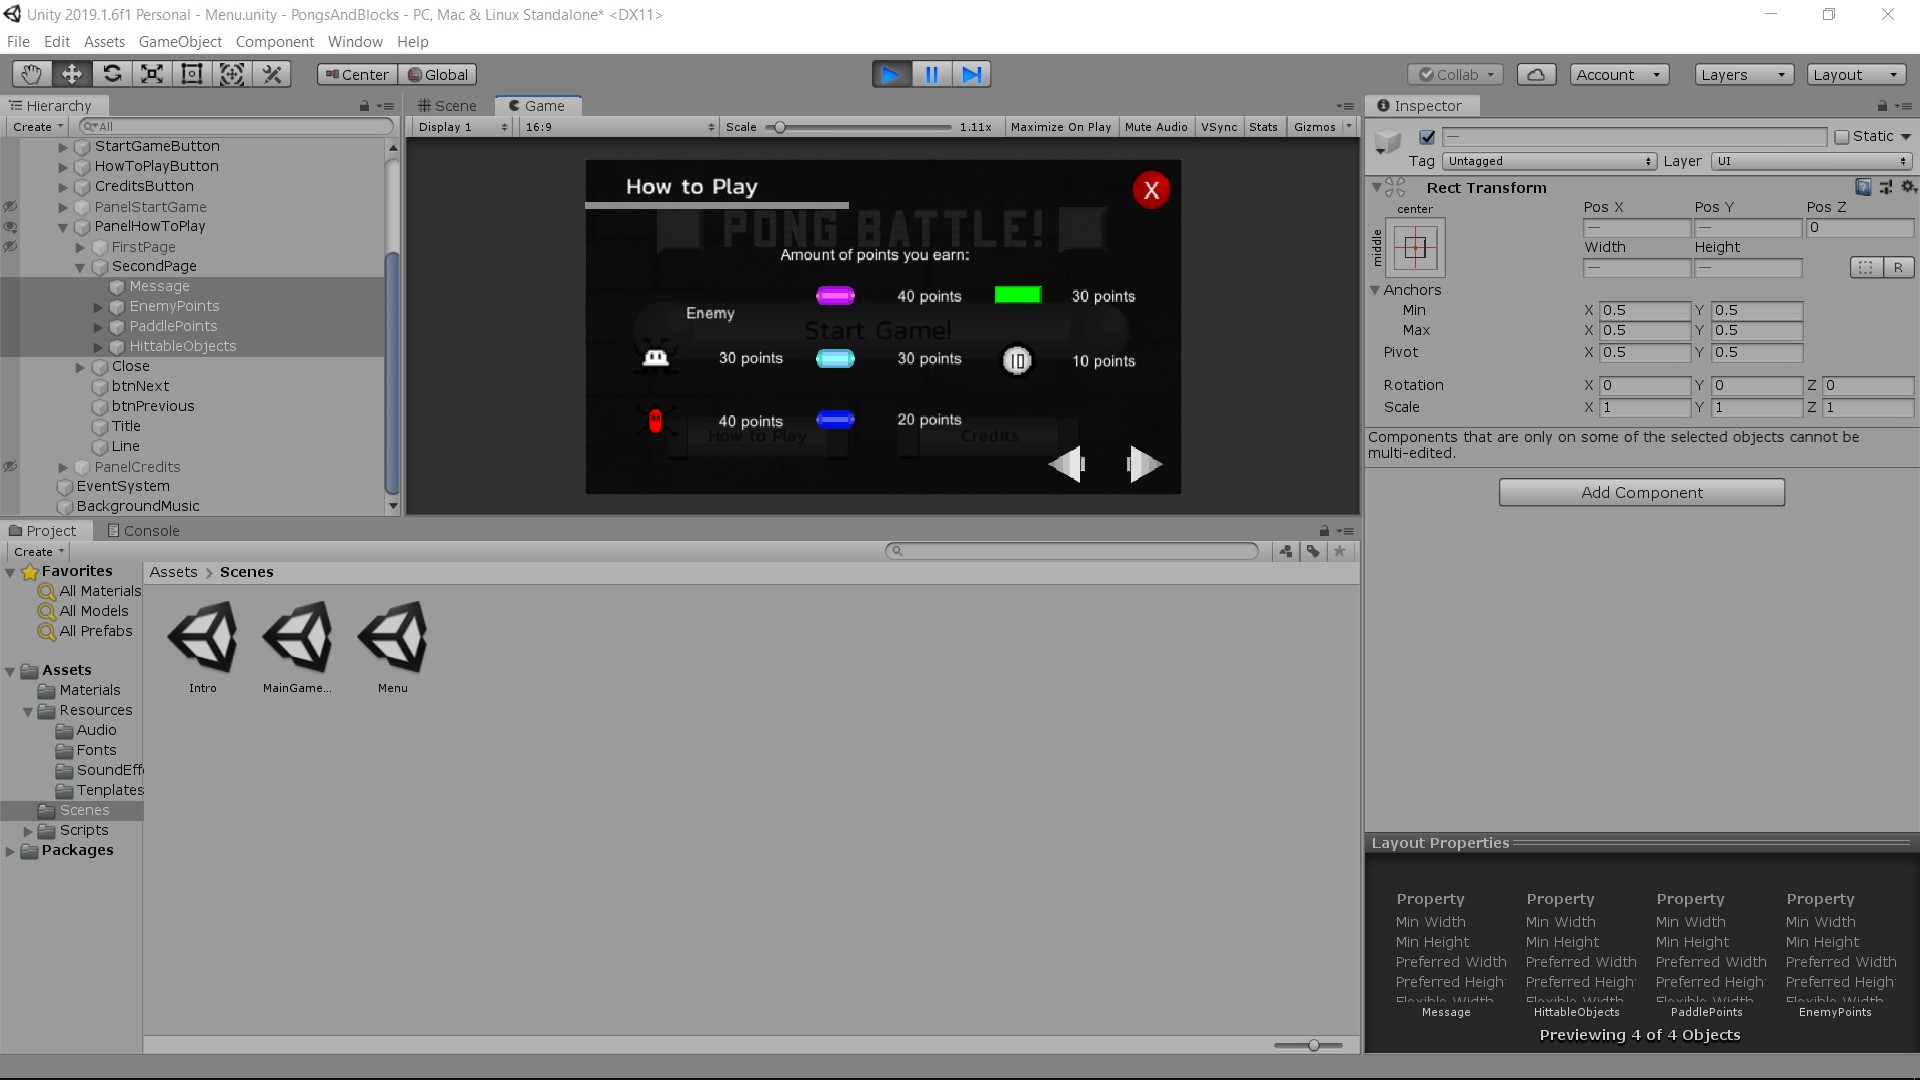 Unity 2019.1.6f1 Personal - Menu.unity - PongsAndBlocks - PC, Mac & Linux Standalone* <DX11>
File Edit Assets GameObject Component Window Help
Center Global Collab Account Layers Layout
Hierarchy
Create All
StartGameButton
HowToPlayButton
CreditsButton
PanelStartGame
PanelHowToPlay
FirstPage
SecondPage
Message
EnemyPoints
PaddlePoints
HittableObjects
Close
btnNext
btnPrevious
Title
Line
PanelCredits
EventSystem
BackgroundMusic
Scene Game
Display 1 16:9 Scale 1.11x Maximize On Play Mute Audio VSync Stats Gizmos
How to Play X
PONG BATTLE!
Amount of points you earn:
40 points 30 points
Enemy
Start Game!
30 points 30 points 10 points
40 points 20 points
How to Play Credits
Project Console
Create
Favorites
All Materials
All Models
All Prefabs
Assets
Materials
Resources
Audio
Fonts
SoundEff
Tenplates
Scenes
Scripts
Packages
Assets > Scenes
Intro MainGame... Menu
Inspector
— Static
Tag Untagged Layer UI
Rect Transform
center
middle
Pos X Pos Y Pos Z
— — 0
Width Height
— —
R
Anchors
Min X 0.5 Y 0.5
Max X 0.5 Y 0.5
Pivot X 0.5 Y 0.5
Rotation X 0 Y 0 Z 0
Scale X 1 Y 1 Z 1
Components that are only on some of the selected objects cannot be
multi-edited.
Add Component
Layout Properties
Property Property Property Property
Min Width Min Width Min Width Min Width
Min Height Min Height Min Height Min Height
Preferred Width Preferred Width Preferred Width Preferred Width
Preferred Heigh Preferred Heigh Preferred Heigh Preferred Heigh
Flexible Width Flexible Width Flexible Width Flexible Width
Message HittableObjects PaddlePoints EnemyPoints
Previewing 4 of 4 Objects